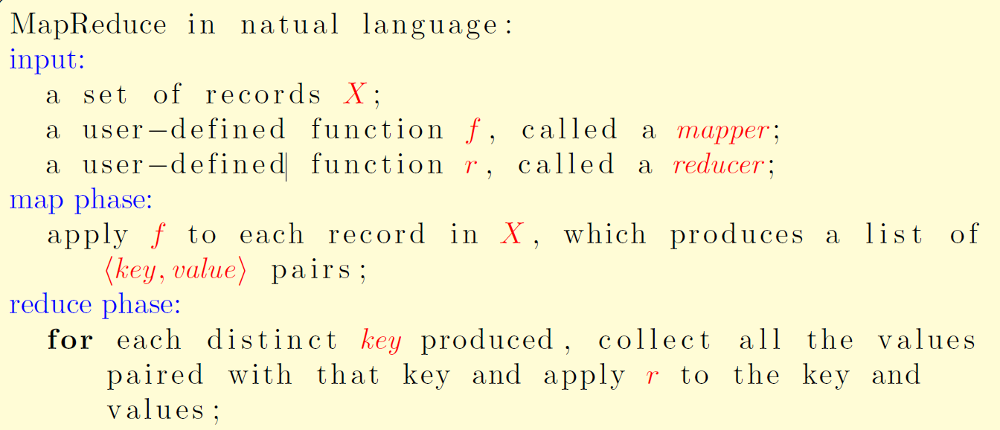 MapReduce in natual language:
input:
a set of records X;
a user−defined function f, called a mapper;
a user−defined function r, called a reducer;
map phase:
apply f to each record in X, which produces a list of
⟨key, value⟩ pairs;
reduce phase:
for each distinct key produced, collect all the values
paired with that key and apply r to the key and
values;